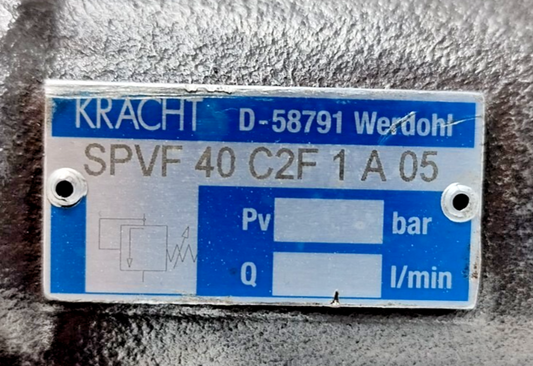 KRACHT D-58791 Werdohl
SPVF 40 C2F 1 A 05
Pv bar
Q l/min